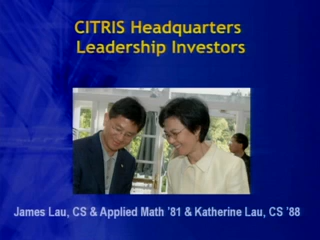 CITRIS Headquarters
Leadership Investors
James Lau, CS & Applied Math '81 & Katherine Lau, CS '88